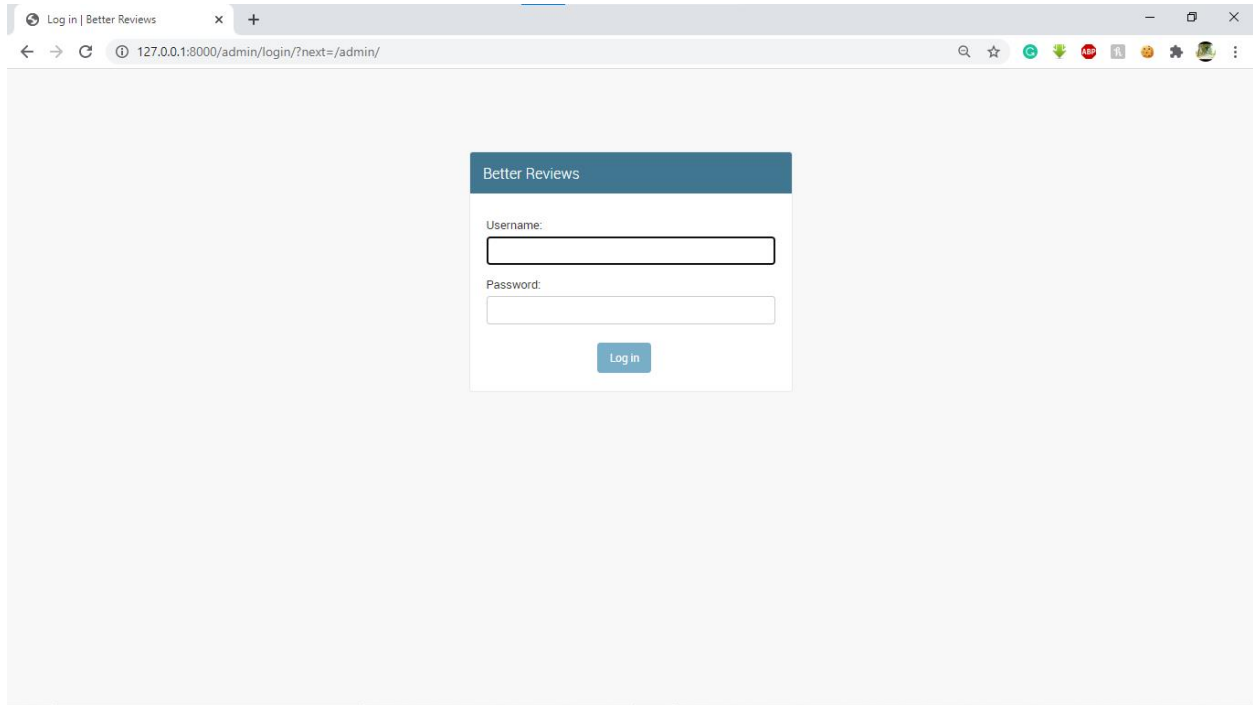 Log in | Better Reviews
127.0.0.1:8000/admin/login/?next=/admin/
ABP
Better Reviews
Username:
Password:
Log in